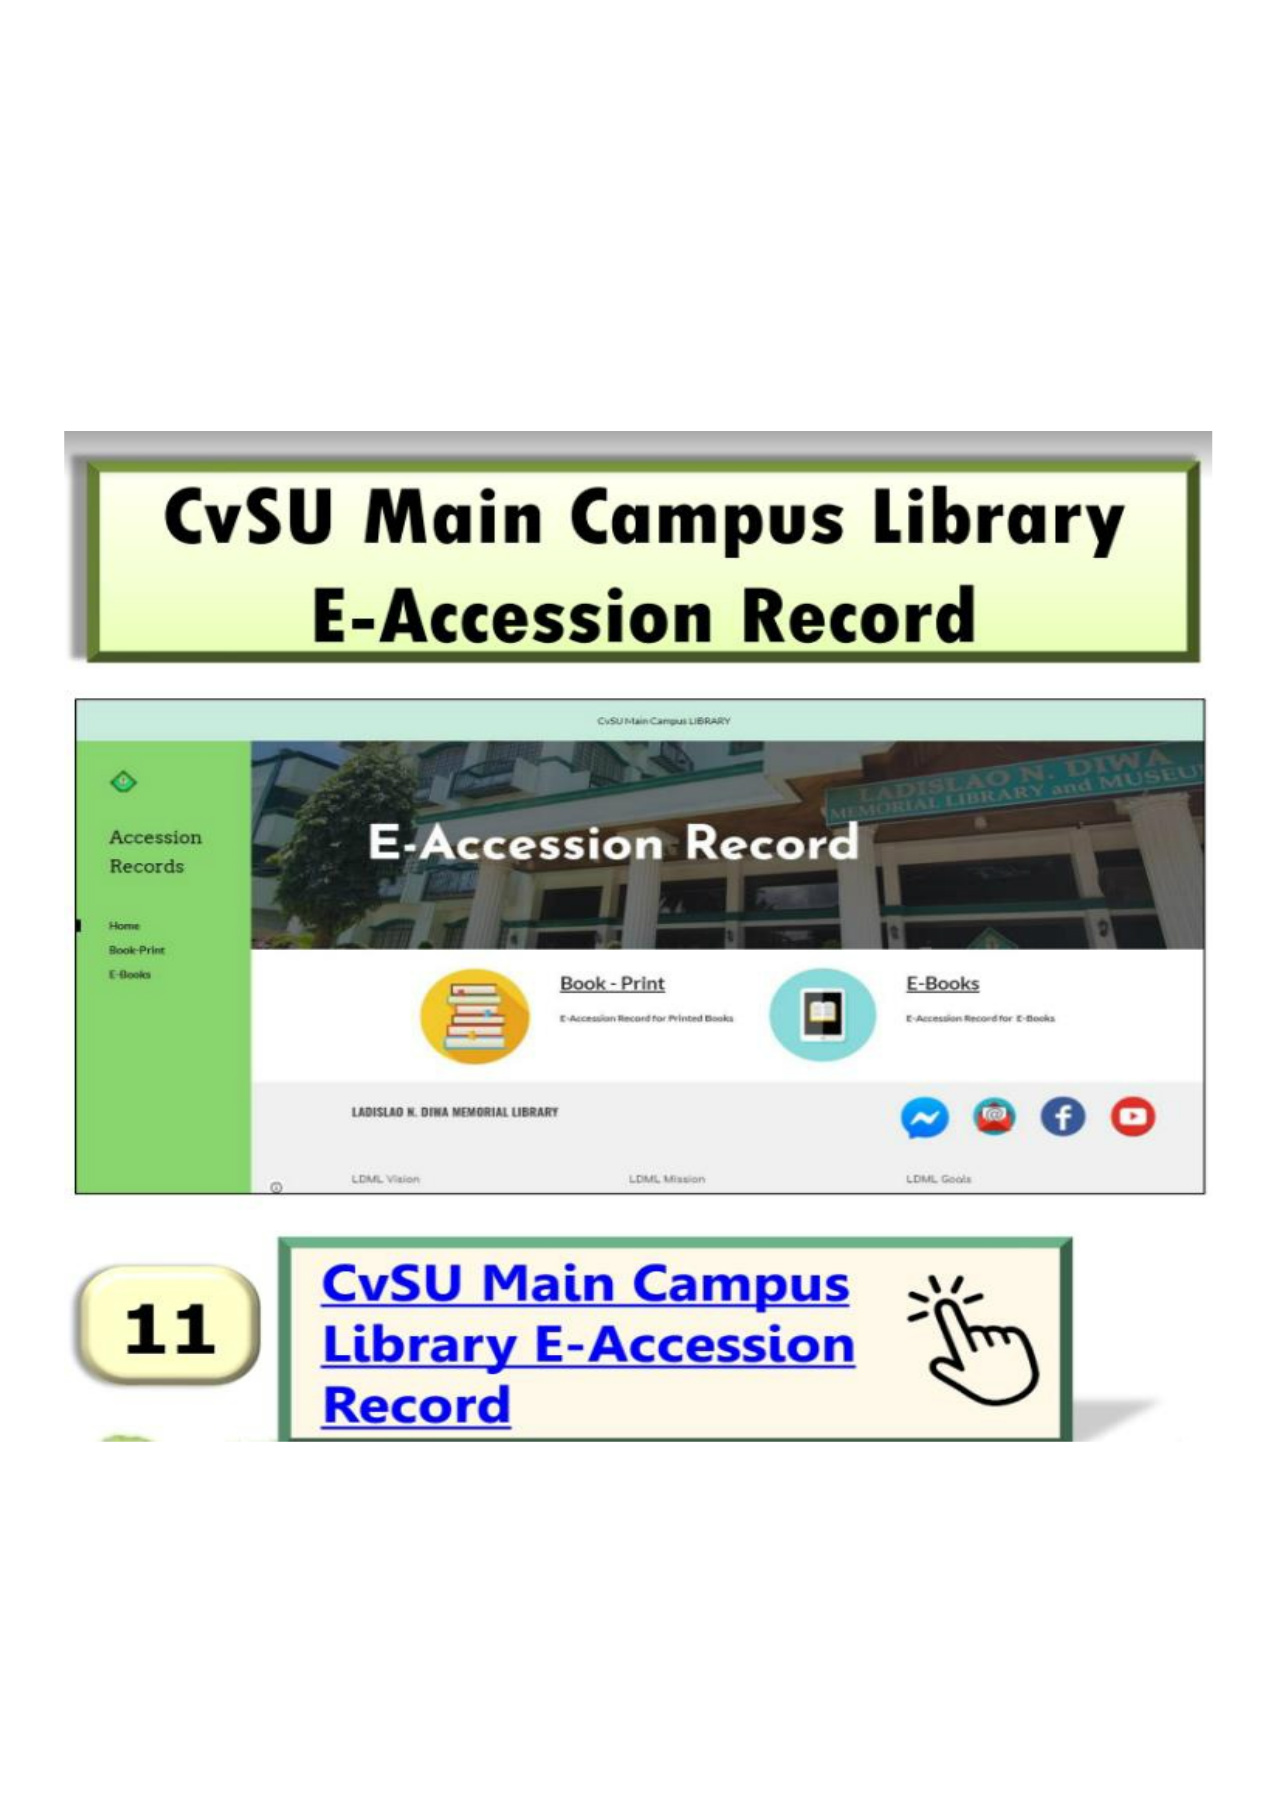 CvSU Main Campus Library
E-Accession Record
CvSU Main Campus LIBRARY
Accession
Records
Home
Book-Print
E-Books
LADISLAO N. DIWA
MEMORIAL LIBRARY and MUSEU
E-Accession Record
Book - Print
E-Accession Record for Printed Books
E-Books
E-Accession Record for E-Books
LADISLAO N. DIWA MEMORIAL LIBRARY
LDML Vision
LDML Mission
LDML Goals
11
CvSU Main Campus
Library E-Accession
Record